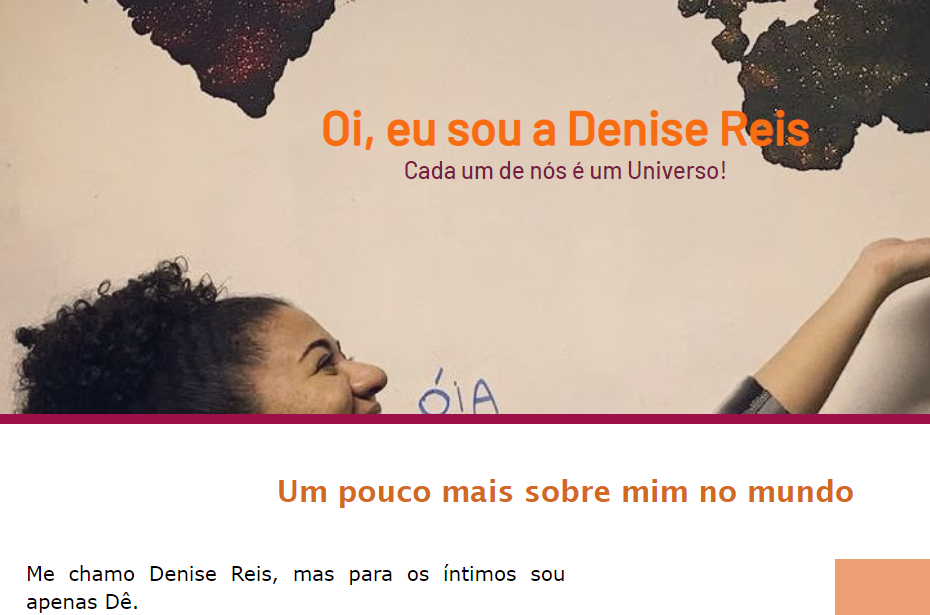 Oi, eu sou a Denise Reis
Cada um de nós é um Universo!
ÓiA
Um pouco mais sobre mim no mundo
Me chamo Denise Reis, mas para os íntimos sou
apenas Dê.